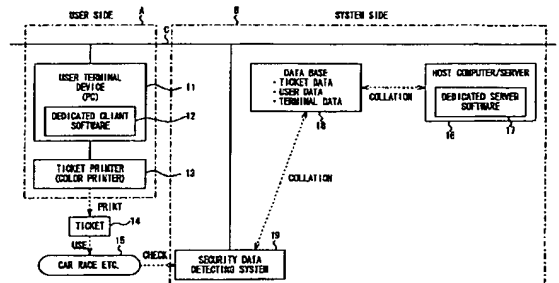 USER SIDE
A
B
SYSTEM SIDE
C
USER TERMINAL
DEVICE
(PC)
11
DEDICATED CLIANT
SOFTWARE
12
TICKET PRINTER
(COLOR PRINTER)
13
PRINT
TICKET
14
USE
15
CAR RACE ETC.
CHECK
DATA BASE
・TICKET DATA
・USER DATA
・TERMINAL DATA
18
COLLATION
HOST COMPUTER/SERVER
DEDICATED SERVER
SOFTWARE
16
17
COLLATION
19
SECURITY DATA
DETECTING SYSTEM